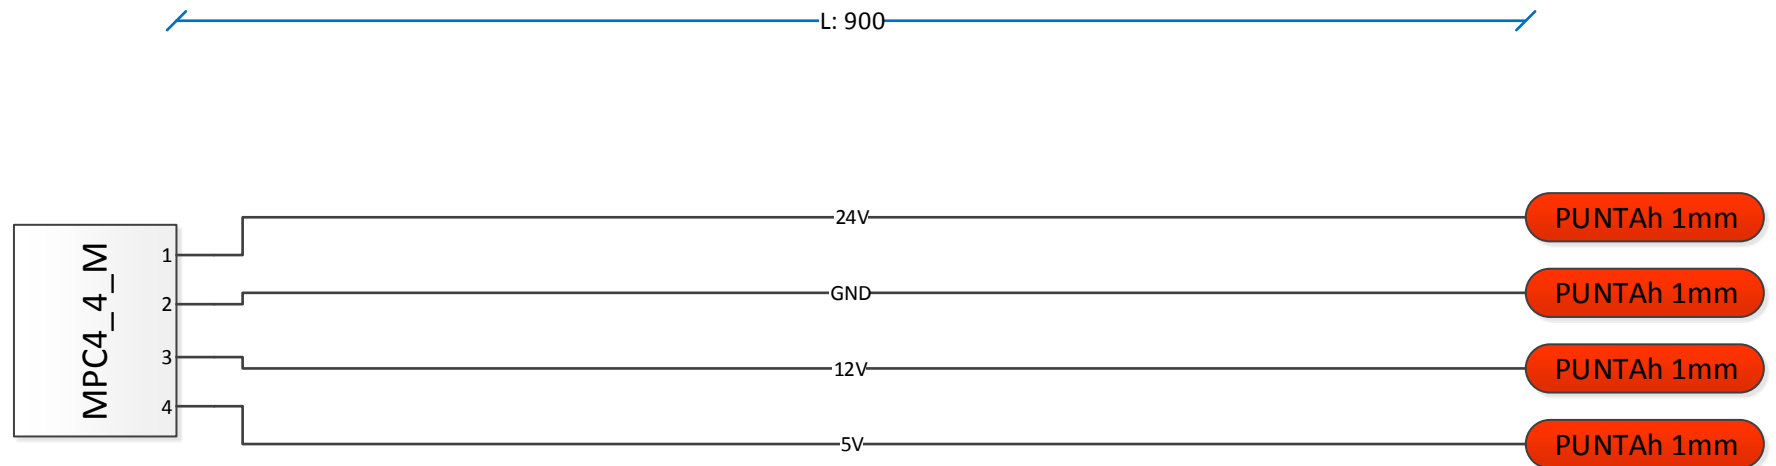 L: 900
MPC4_4_M
1
24V
PUNTAh 1mm
2
GND
PUNTAh 1mm
3
12V
PUNTAh 1mm
4
5V
PUNTAh 1mm